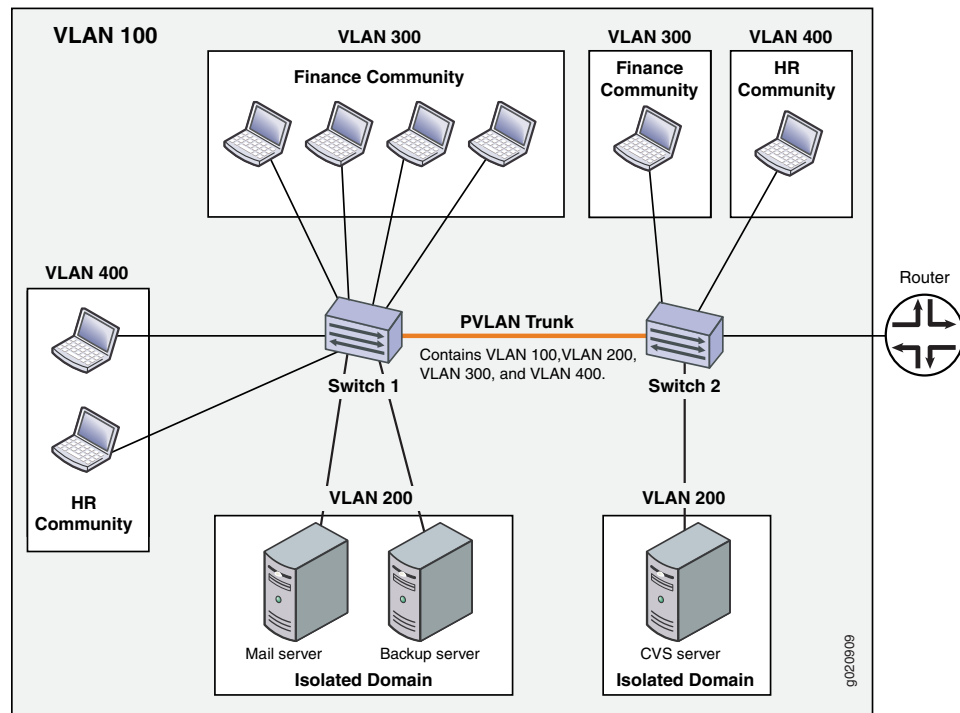 VLAN 100
VLAN 300
Finance Community
VLAN 300
Finance
Community
VLAN 400
HR
Community
VLAN 400
HR
Community
Router
PVLAN Trunk
Contains VLAN 100,VLAN 200,
VLAN 300, and VLAN 400.
Switch 1
Switch 2
VLAN 200
Mail server
Backup server
Isolated Domain
VLAN 200
CVS server
Isolated Domain
g020909